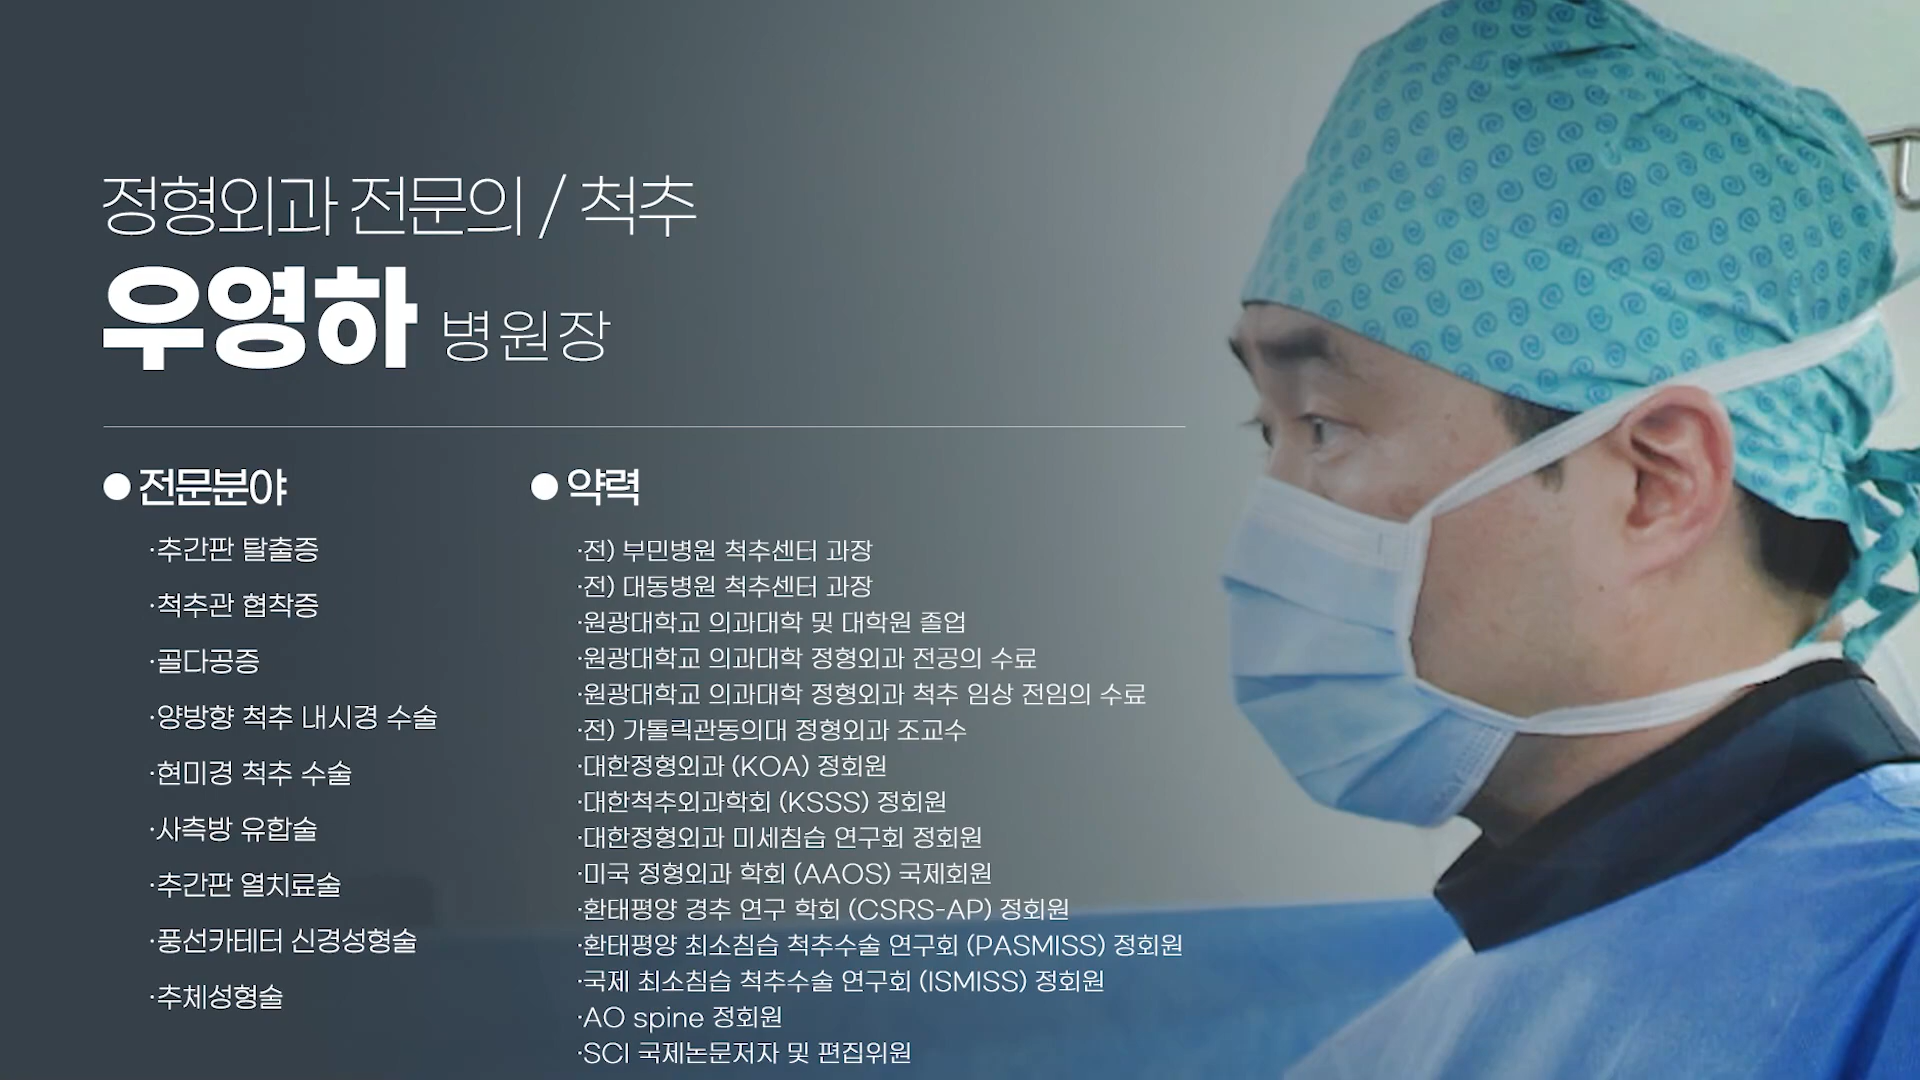 정형외과 전문의 / 척추
우영하 병원장
● 전문분야
·추간판 탈출증
·척추관 협착증
·골다공증
·양방향 척추 내시경 수술
·현미경 척추 수술
·사측방 유합술
·추간판 열치료술
·풍선카테터 신경성형술
·추체성형술
● 약력
·전) 부민병원 척추센터 과장
·전) 대동병원 척추센터 과장
·원광대학교 의과대학 및 대학원 졸업
·원광대학교 의과대학 정형외과 전공의 수료
·원광대학교 의과대학 정형외과 척추 임상 전임의 수료
·전) 가톨릭관동의대 정형외과 조교수
·대한정형외과 (KOA) 정회원
·대한척추외과학회 (KSSS) 정회원
·대한정형외과 미세침습 연구회 정회원
·미국 정형외과 학회 (AAOS) 국제회원
·환태평양 경추 연구 학회 (CSRS-AP) 정회원
·환태평양 최소침습 척추수술 연구회 (PASMISS) 정회원
·국제 최소침습 척추수술 연구회 (ISMISS) 정회원
·AO spine 정회원
·SCI 국제논문저자 및 편집위원